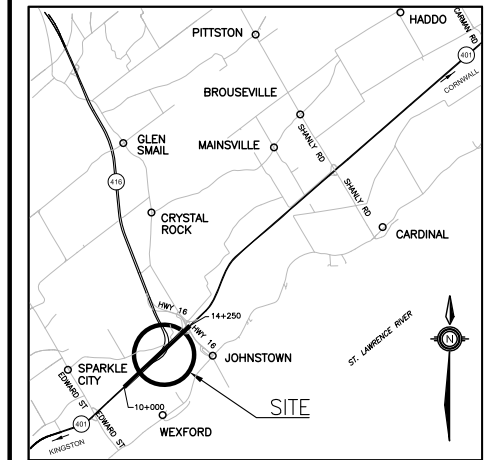 HADDO
PITTSTON
CARMAN RD
401
CORNWALL
BROUSEVILLE
SHANLY RD
GLEN
SMAIL
MAINSVILLE
416
SHANLY RD
CRYSTAL
ROCK
CARDINAL
HWY 16
14+250
HWY 16
ST. LAWRENCE RIVER
N
JOHNSTOWN
SPARKLE
CITY
EDWARD ST
10+000
SITE
EDWARD ST
401
WEXFORD
KINGSTON